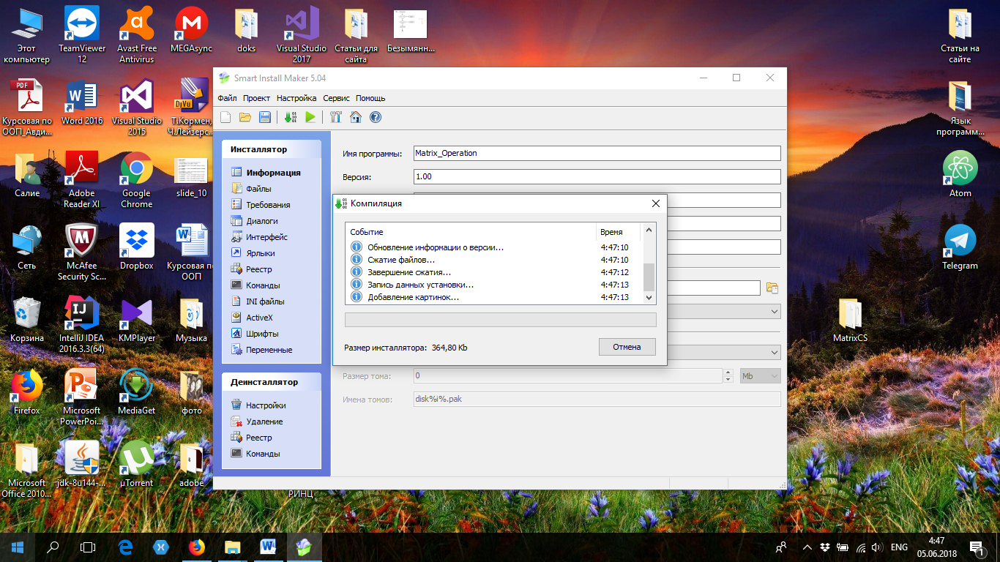 Этот
компьютер
TeamViewer
12
Avast Free
Antivirus
MEGAsync
doks
Visual Studio
2017
Статьи для
сайта
Безымянн...
Статьи на
сайте
Курсовая по
ООП_Авди...
Word 2016
Visual Studio
2015
Т.Кормен,
Ч.Лейзерс...
Язык
программ...
Салие
Adobe
Reader XI
Google
Chrome
slide_10
Atom
Сеть
McAfee
Security Sc...
Dropbox
Курсовая по
ООП
Telegram
Корзина
IntelliJ IDEA
2016.3.3(64)
KMPlayer
Музыка
MatrixCS
Firefox
Microsoft
PowerPoi...
MediaGet
фото
Microsoft
Office 2010...
jdk-8u144-...
µTorrent
adobe
РИНЦ
Smart Install Maker 5.04
Файл Проект Настройка Сервис Помощь
Инсталлятор
Информация
Файлы
Требования
Диалоги
Интерфейс
Ярлыки
Реестр
Команды
INI файлы
ActiveX
Шрифты
Переменные
Деинсталлятор
Настройки
Удаление
Реестр
Команды
Имя программы: Matrix_Operation
Версия: 1.00
Компиляция
Событие Время
Обновление информации о версии... 4:47:10
Сжатие файлов... 4:47:10
Завершение сжатия... 4:47:12
Запись данных установки... 4:47:13
Добавление картинок... 4:47:13
Размер инсталлятора: 364,80 Kb
Отмена
Размер тома: 0 Mb
Имена томов: disk%i%.pak
ENG
4:47
05.06.2018
1